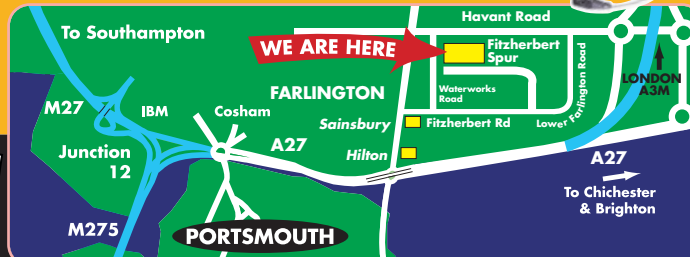 Havant Road
To Southampton
WE ARE HERE
Fitzherbert
Spur
LONDON
A3M
FARLINGTON
Waterworks
Road
Lower Farlington Road
M27
IBM
Cosham
Sainsbury
Fitzherbert Rd
Junction
12
A27
Hilton
A27
To Chichester
& Brighton
M275
PORTSMOUTH